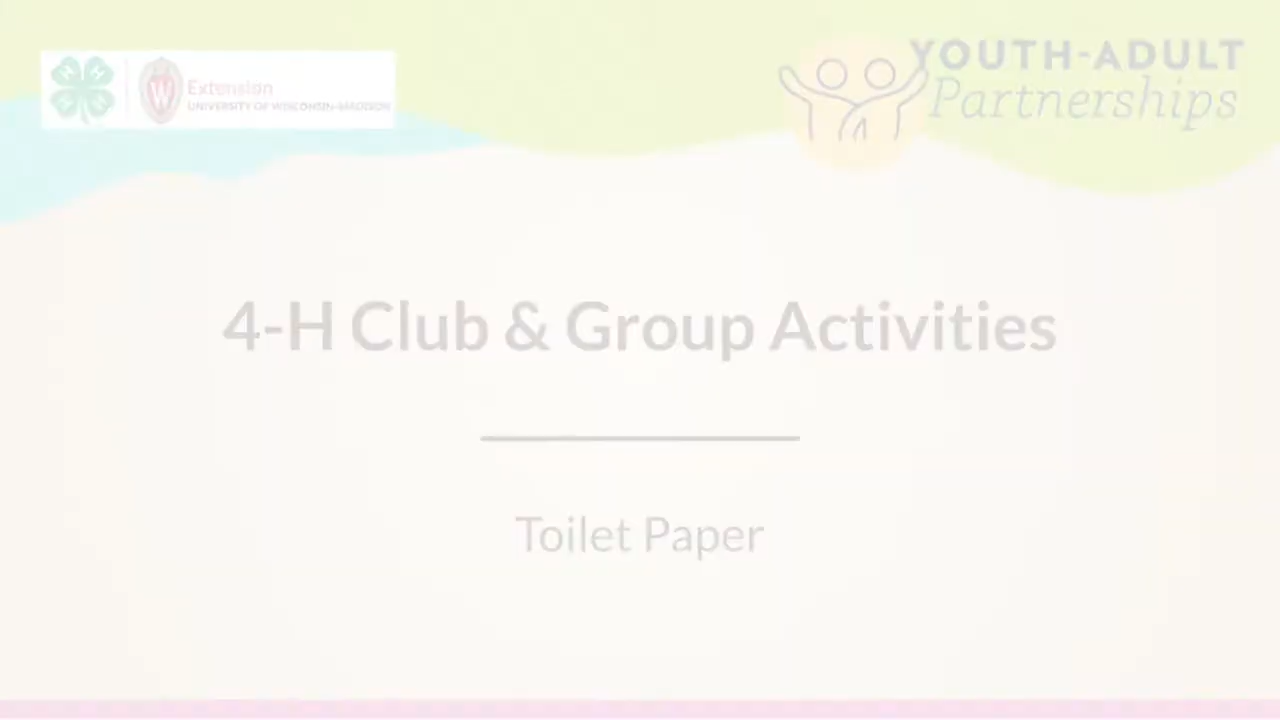 H H
H H
W
Extension
UNIVERSITY OF WISCONSIN-MADISON
YOUTH-ADULT
Partnerships
4-H Club & Group Activities
Toilet Paper